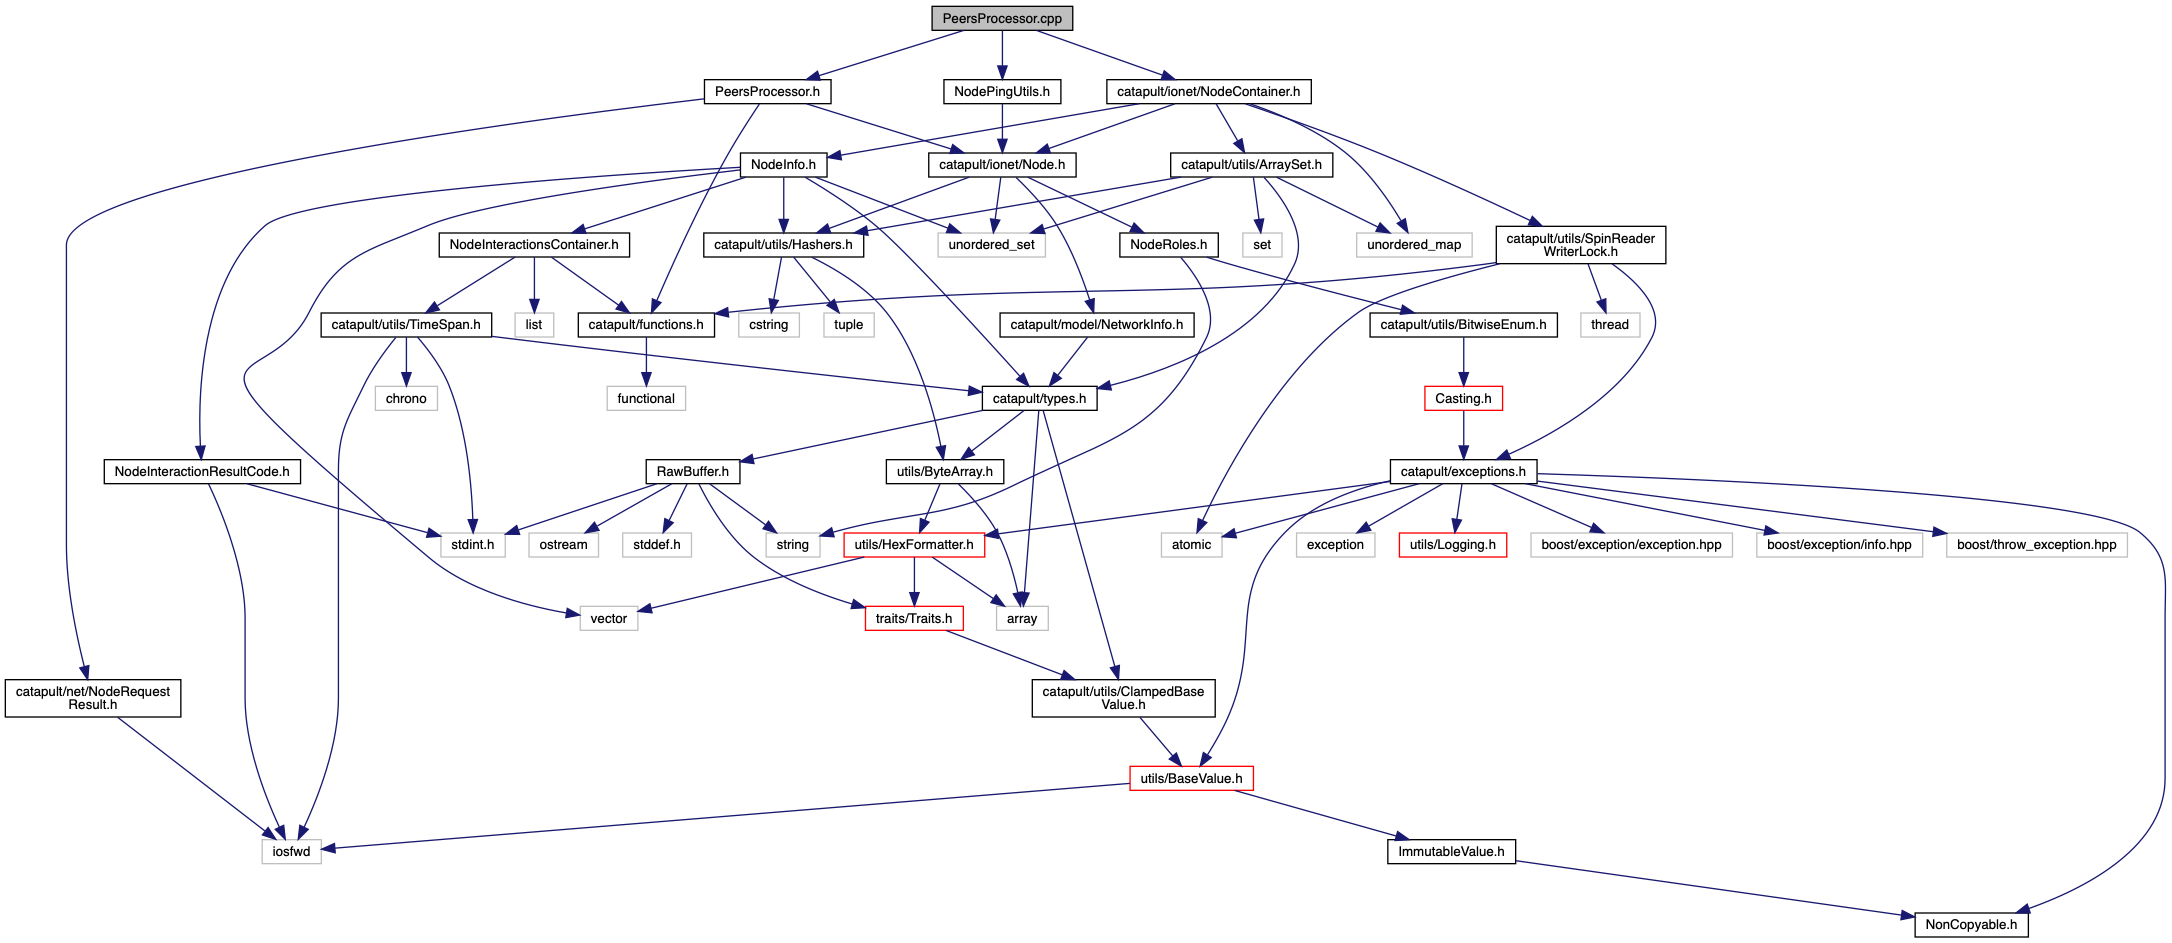 PeersProcessor.cpp
PeersProcessor.h
NodePingUtils.h
catapult/ionet/NodeContainer.h
NodeInfo.h
catapult/ionet/Node.h
catapult/utils/ArraySet.h
NodeInteractionsContainer.h
catapult/utils/Hashers.h
unordered_set
NodeRoles.h
set
unordered_map
catapult/utils/SpinReader
WriterLock.h
catapult/utils/TimeSpan.h
list
catapult/functions.h
cstring
tuple
catapult/model/NetworkInfo.h
catapult/utils/BitwiseEnum.h
thread
chrono
functional
catapult/types.h
Casting.h
NodeInteractionResultCode.h
RawBuffer.h
utils/ByteArray.h
catapult/exceptions.h
stdint.h
ostream
stddef.h
string
utils/HexFormatter.h
atomic
exception
utils/Logging.h
boost/exception/exception.hpp
boost/exception/info.hpp
boost/throw_exception.hpp
vector
traits/Traits.h
array
catapult/net/NodeRequest
Result.h
catapult/utils/ClampedBase
Value.h
utils/BaseValue.h
iosfwd
ImmutableValue.h
NonCopyable.h